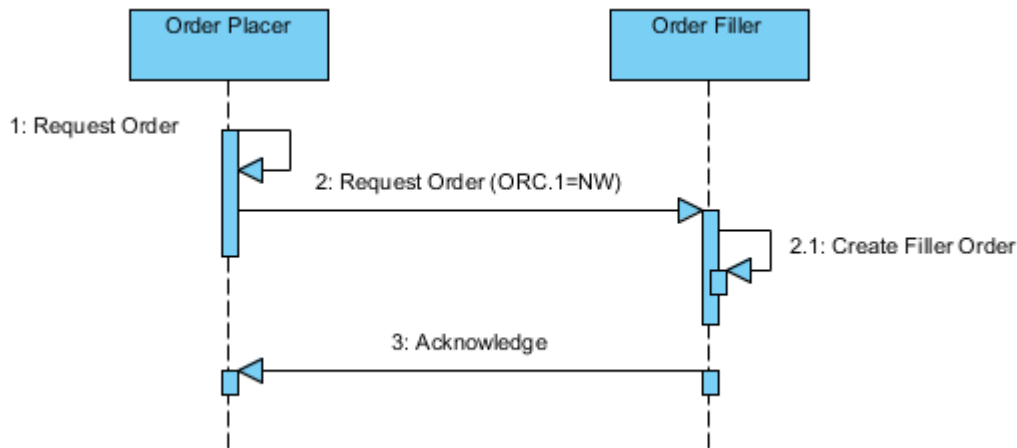 Order Placer
Order Filler
1: Request Order
2: Request Order (ORC.1=NW)
2.1: Create Filler Order
3: Acknowledge